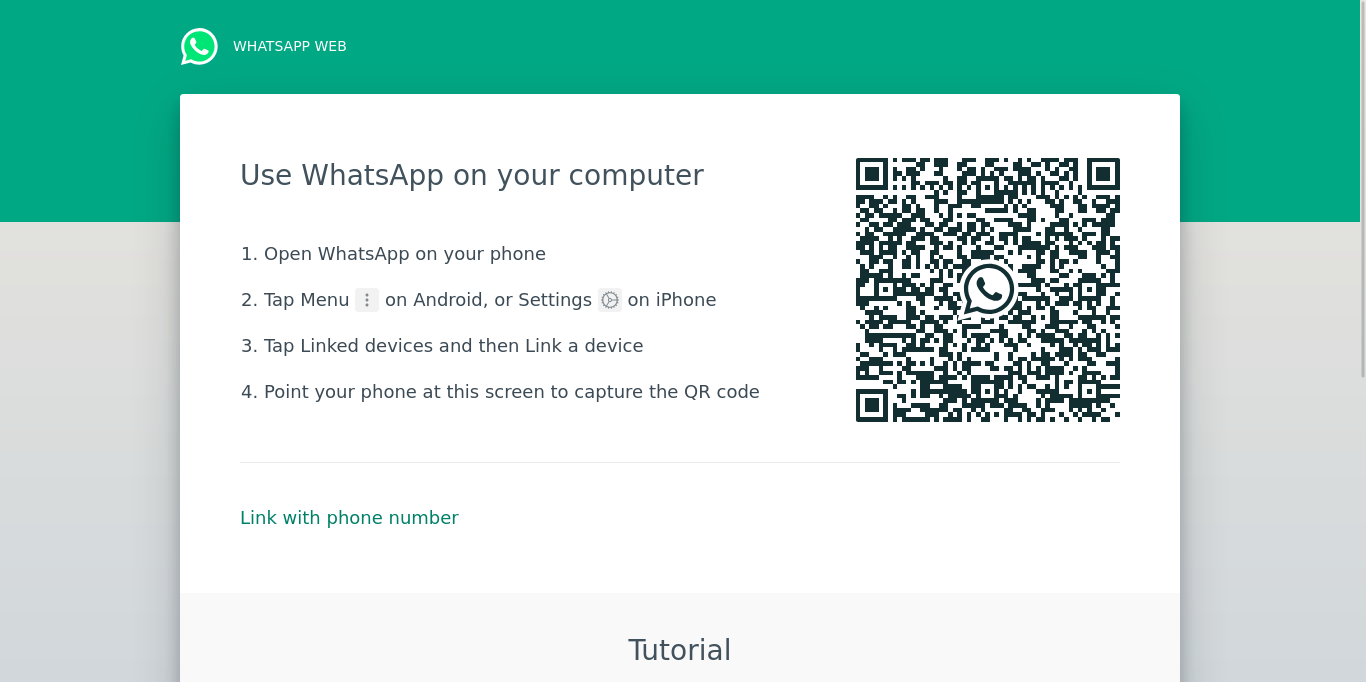 WHATSAPP WEB
Use WhatsApp on your computer
1. Open WhatsApp on your phone
2. Tap Menu on Android, or Settings on iPhone
3. Tap Linked devices and then Link a device
4. Point your phone at this screen to capture the QR code
Link with phone number
Tutorial